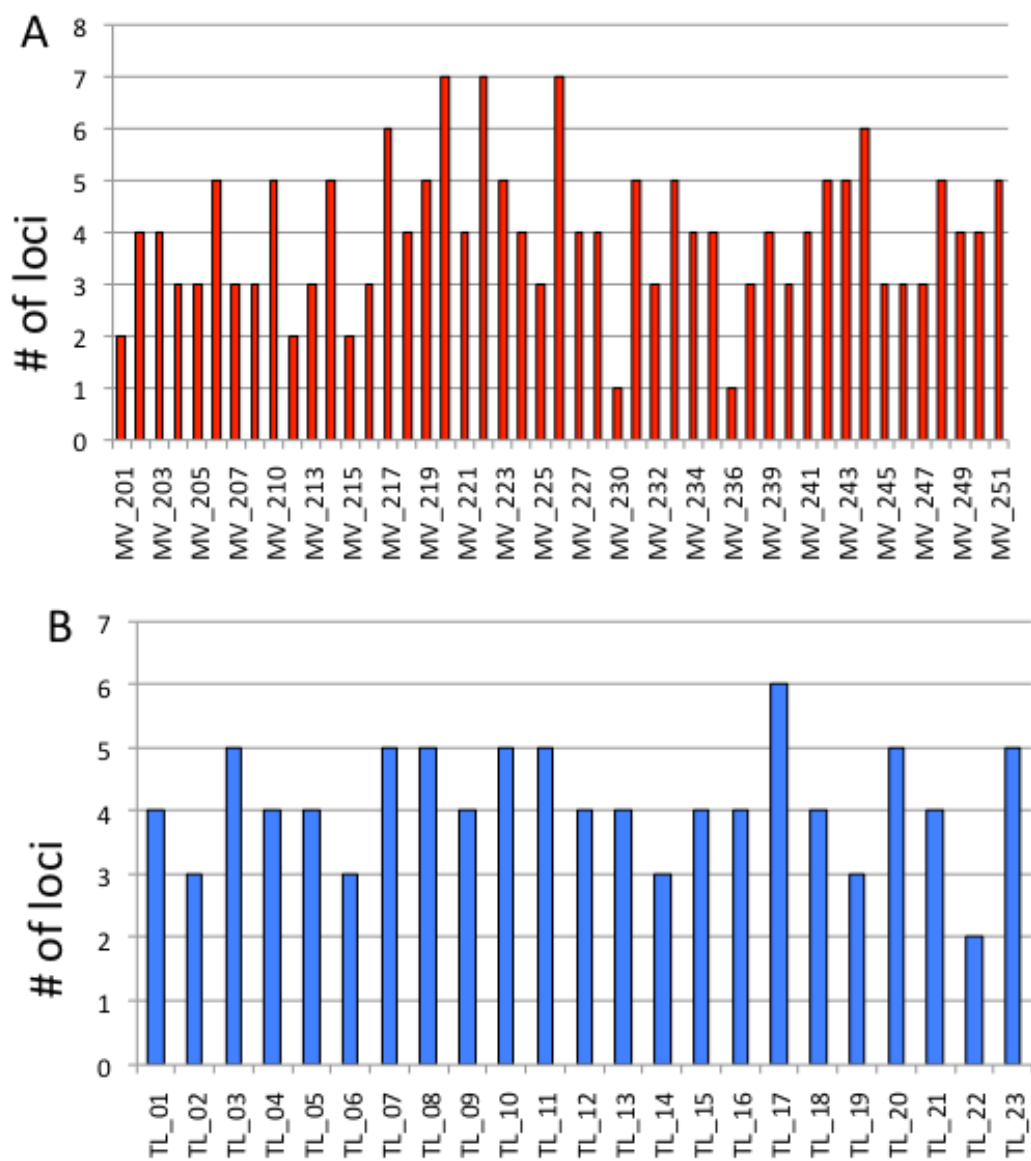 A
8
7
6
5
4
3
2
1
0
# of loci
MV_201
MV_203
MV_205
MV_207
MV_210
MV_213
MV_215
MV_217
MV_219
MV_221
MV_223
MV_225
MV_227
MV_230
MV_232
MV_234
MV_236
MV_239
MV_241
MV_243
MV_245
MV_247
MV_249
MV_251
B
7
6
5
4
3
2
1
0
# of loci
TL_01
TL_02
TL_03
TL_04
TL_05
TL_06
TL_07
TL_08
TL_09
TL_10
TL_11
TL_12
TL_13
TL_14
TL_15
TL_16
TL_17
TL_18
TL_19
TL_20
TL_21
TL_22
TL_23